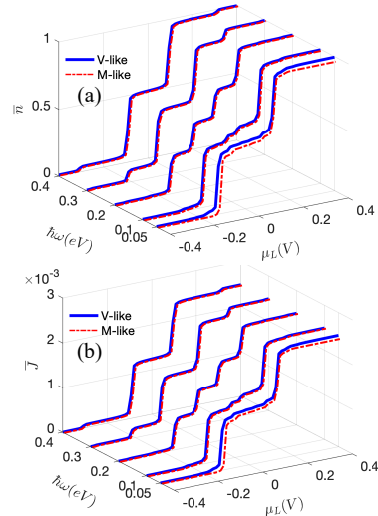 1
V-like
M-like
(a)
0.5
n̅
0
0.4
0.3
0.2
0.1
0.05
ℏω(eV)
-0.4
-0.2
0
0.2
0.4
μ_L(V)
×10⁻³
3
V-like
M-like
(b)
2
J̅
1
0
0.4
0.3
0.2
0.1
0.05
ℏω(eV)
-0.4
-0.2
0
0.2
0.4
μ_L(V)